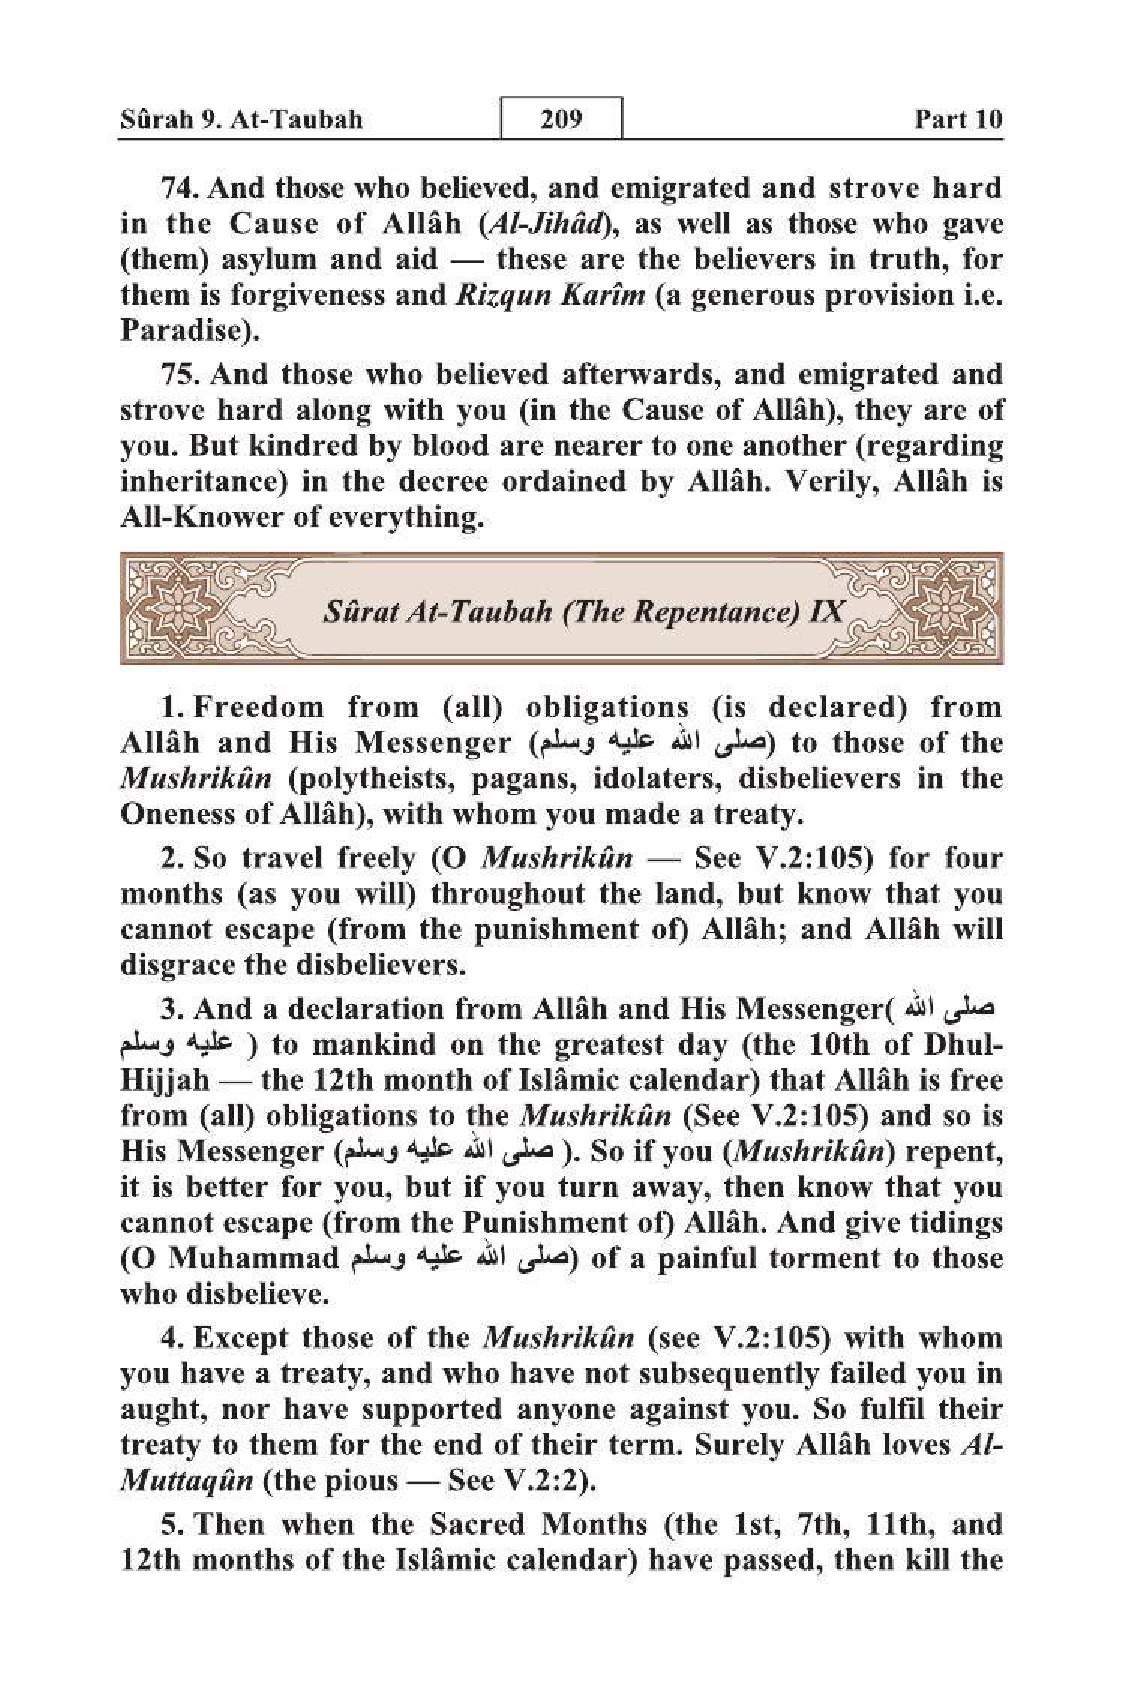 Sûrah 9. At-Taubah 209 Part 10
74. And those who believed, and emigrated and strove hard
in the Cause of Allâh (Al-Jihâd), as well as those who gave
(them) asylum and aid — these are the believers in truth, for
them is forgiveness and Rizqun Karîm (a generous provision i.e.
Paradise).
75. And those who believed afterwards, and emigrated and
strove hard along with you (in the Cause of Allâh), they are of
you. But kindred by blood are nearer to one another (regarding
inheritance) in the decree ordained by Allâh. Verily, Allâh is
All-Knower of everything.
Sûrat At-Taubah (The Repentance) IX
1. Freedom from (all) obligations (is declared) from
Allâh and His Messenger (صلى الله عليه وسلم) to those of the
Mushrikûn (polytheists, pagans, idolaters, disbelievers in the
Oneness of Allâh), with whom you made a treaty.
2. So travel freely (O Mushrikûn — See V.2:105) for four
months (as you will) throughout the land, but know that you
cannot escape (from the punishment of) Allâh; and Allâh will
disgrace the disbelievers.
3. And a declaration from Allâh and His Messenger( صلى الله
عليه وسلم ) to mankind on the greatest day (the 10th of Dhul-
Hijjah — the 12th month of Islâmic calendar) that Allâh is free
from (all) obligations to the Mushrikûn (See V.2:105) and so is
His Messenger (صلى الله عليه وسلم ). So if you (Mushrikûn) repent,
it is better for you, but if you turn away, then know that you
cannot escape (from the Punishment of) Allâh. And give tidings
(O Muhammad صلى الله عليه وسلم) of a painful torment to those
who disbelieve.
4. Except those of the Mushrikûn (see V.2:105) with whom
you have a treaty, and who have not subsequently failed you in
aught, nor have supported anyone against you. So fulfil their
treaty to them for the end of their term. Surely Allâh loves Al-
Muttaqûn (the pious — See V.2:2).
5. Then when the Sacred Months (the 1st, 7th, 11th, and
12th months of the Islâmic calendar) have passed, then kill the